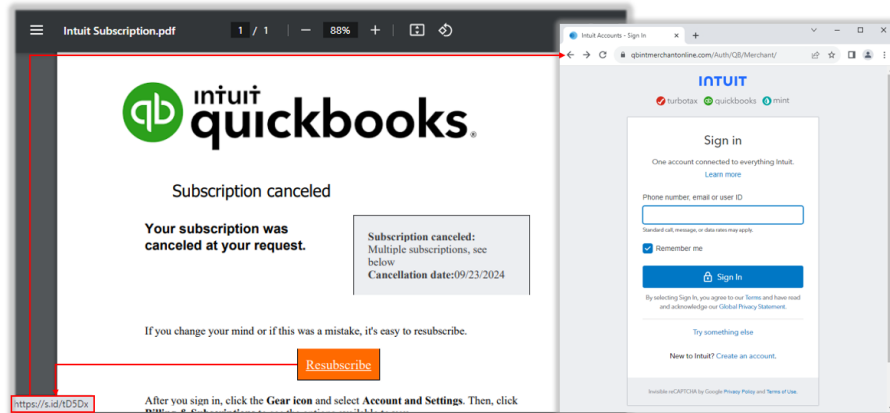 Intuit Subscription.pdf
1 / 1
88%
intuit
quickbooks.
Subscription canceled
Your subscription was
canceled at your request.
Subscription canceled:
Multiple subscriptions, see
below
Cancellation date:09/23/2024
If you change your mind or if this was a mistake, it's easy to resubscribe.
Resubscribe
https://s.id/tD5Dx
After you sign in, click the Gear icon and select Account and Settings. Then, click
Intuit Accounts - Sign In
qbintmerchantonline.com/Auth/QB/Merchant/
INTUIT
turbotax qb quickbooks mint
Sign in
One account connected to everything Intuit.
Learn more
Phone number, email or user ID
Standard call, message, or data rates may apply.
Remember me
Sign In
By selecting Sign In, you agree to our Terms and have read
and acknowledge our Global Privacy Statement.
Try something else
New to Intuit? Create an account.
Invisible reCAPTCHA by Google Privacy Policy and Terms of Use.